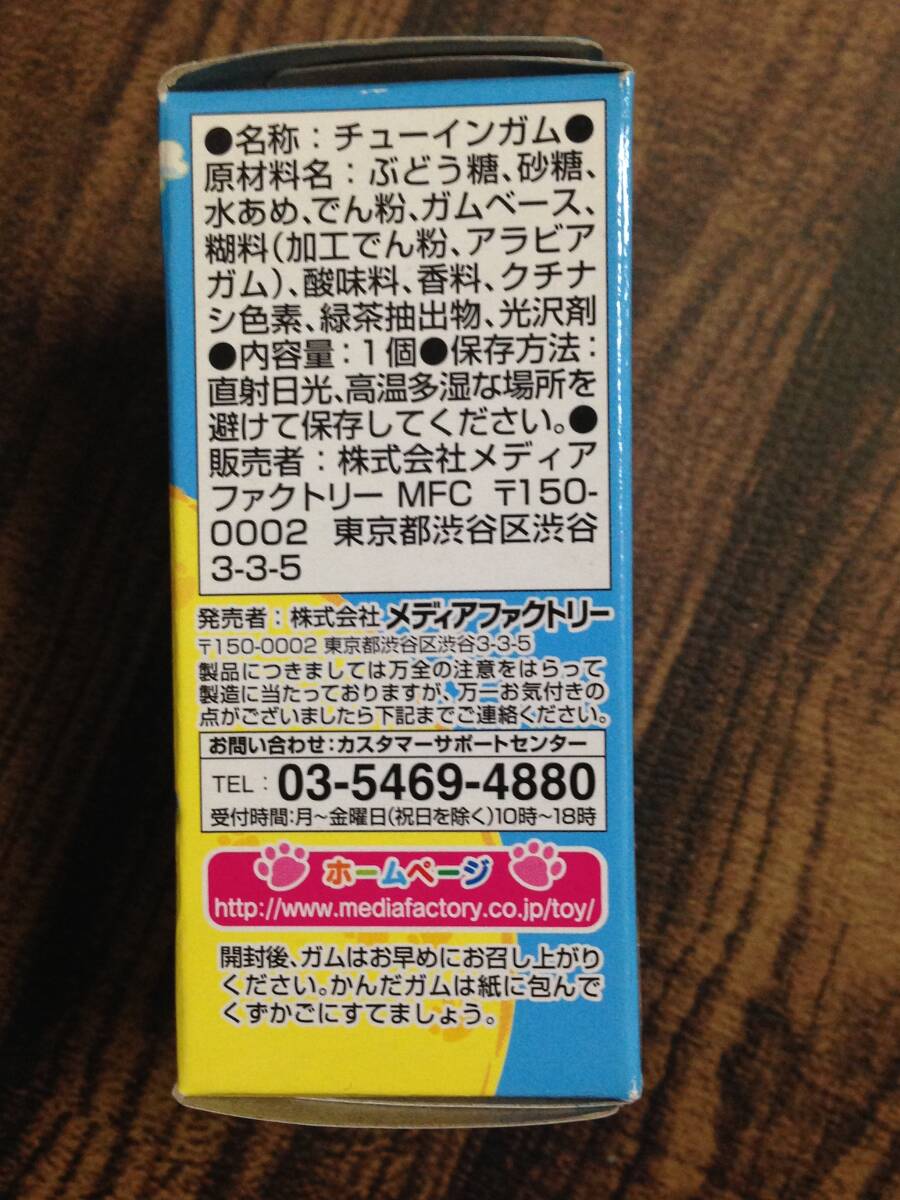 ●名称：チューインガム●
原材料名：ぶどう糖、砂糖、
水あめ、でん粉、ガムベース、
糊料(加工でん粉、アラビア
ガム)、酸味料、香料、クチナ
シ色素、緑茶抽出物、光沢剤
●内容量：1個●保存方法：
直射日光、高温多湿な場所を
避けて保存してください。●
販売者：株式会社メディア
ファクトリー MFC 〒150-
0002 東京都渋谷区渋谷
3-3-5
発売者：株式会社 メディアファクトリー
〒150-0002 東京都渋谷区渋谷3-3-5
製品につきましては万全の注意をはらって
製造に当たっておりますが、万一お気付きの
点がございましたら下記までご連絡ください。
お問い合わせ：カスタマーサポートセンター
TEL：03-5469-4880
受付時間：月～金曜日(祝日を除く)10時～18時
ホームページ
http://www.mediafactory.co.jp/toy/
開封後、ガムはお早めにお召し上がり
ください。かんだガムは紙に包んで
くずかごにすてましょう。